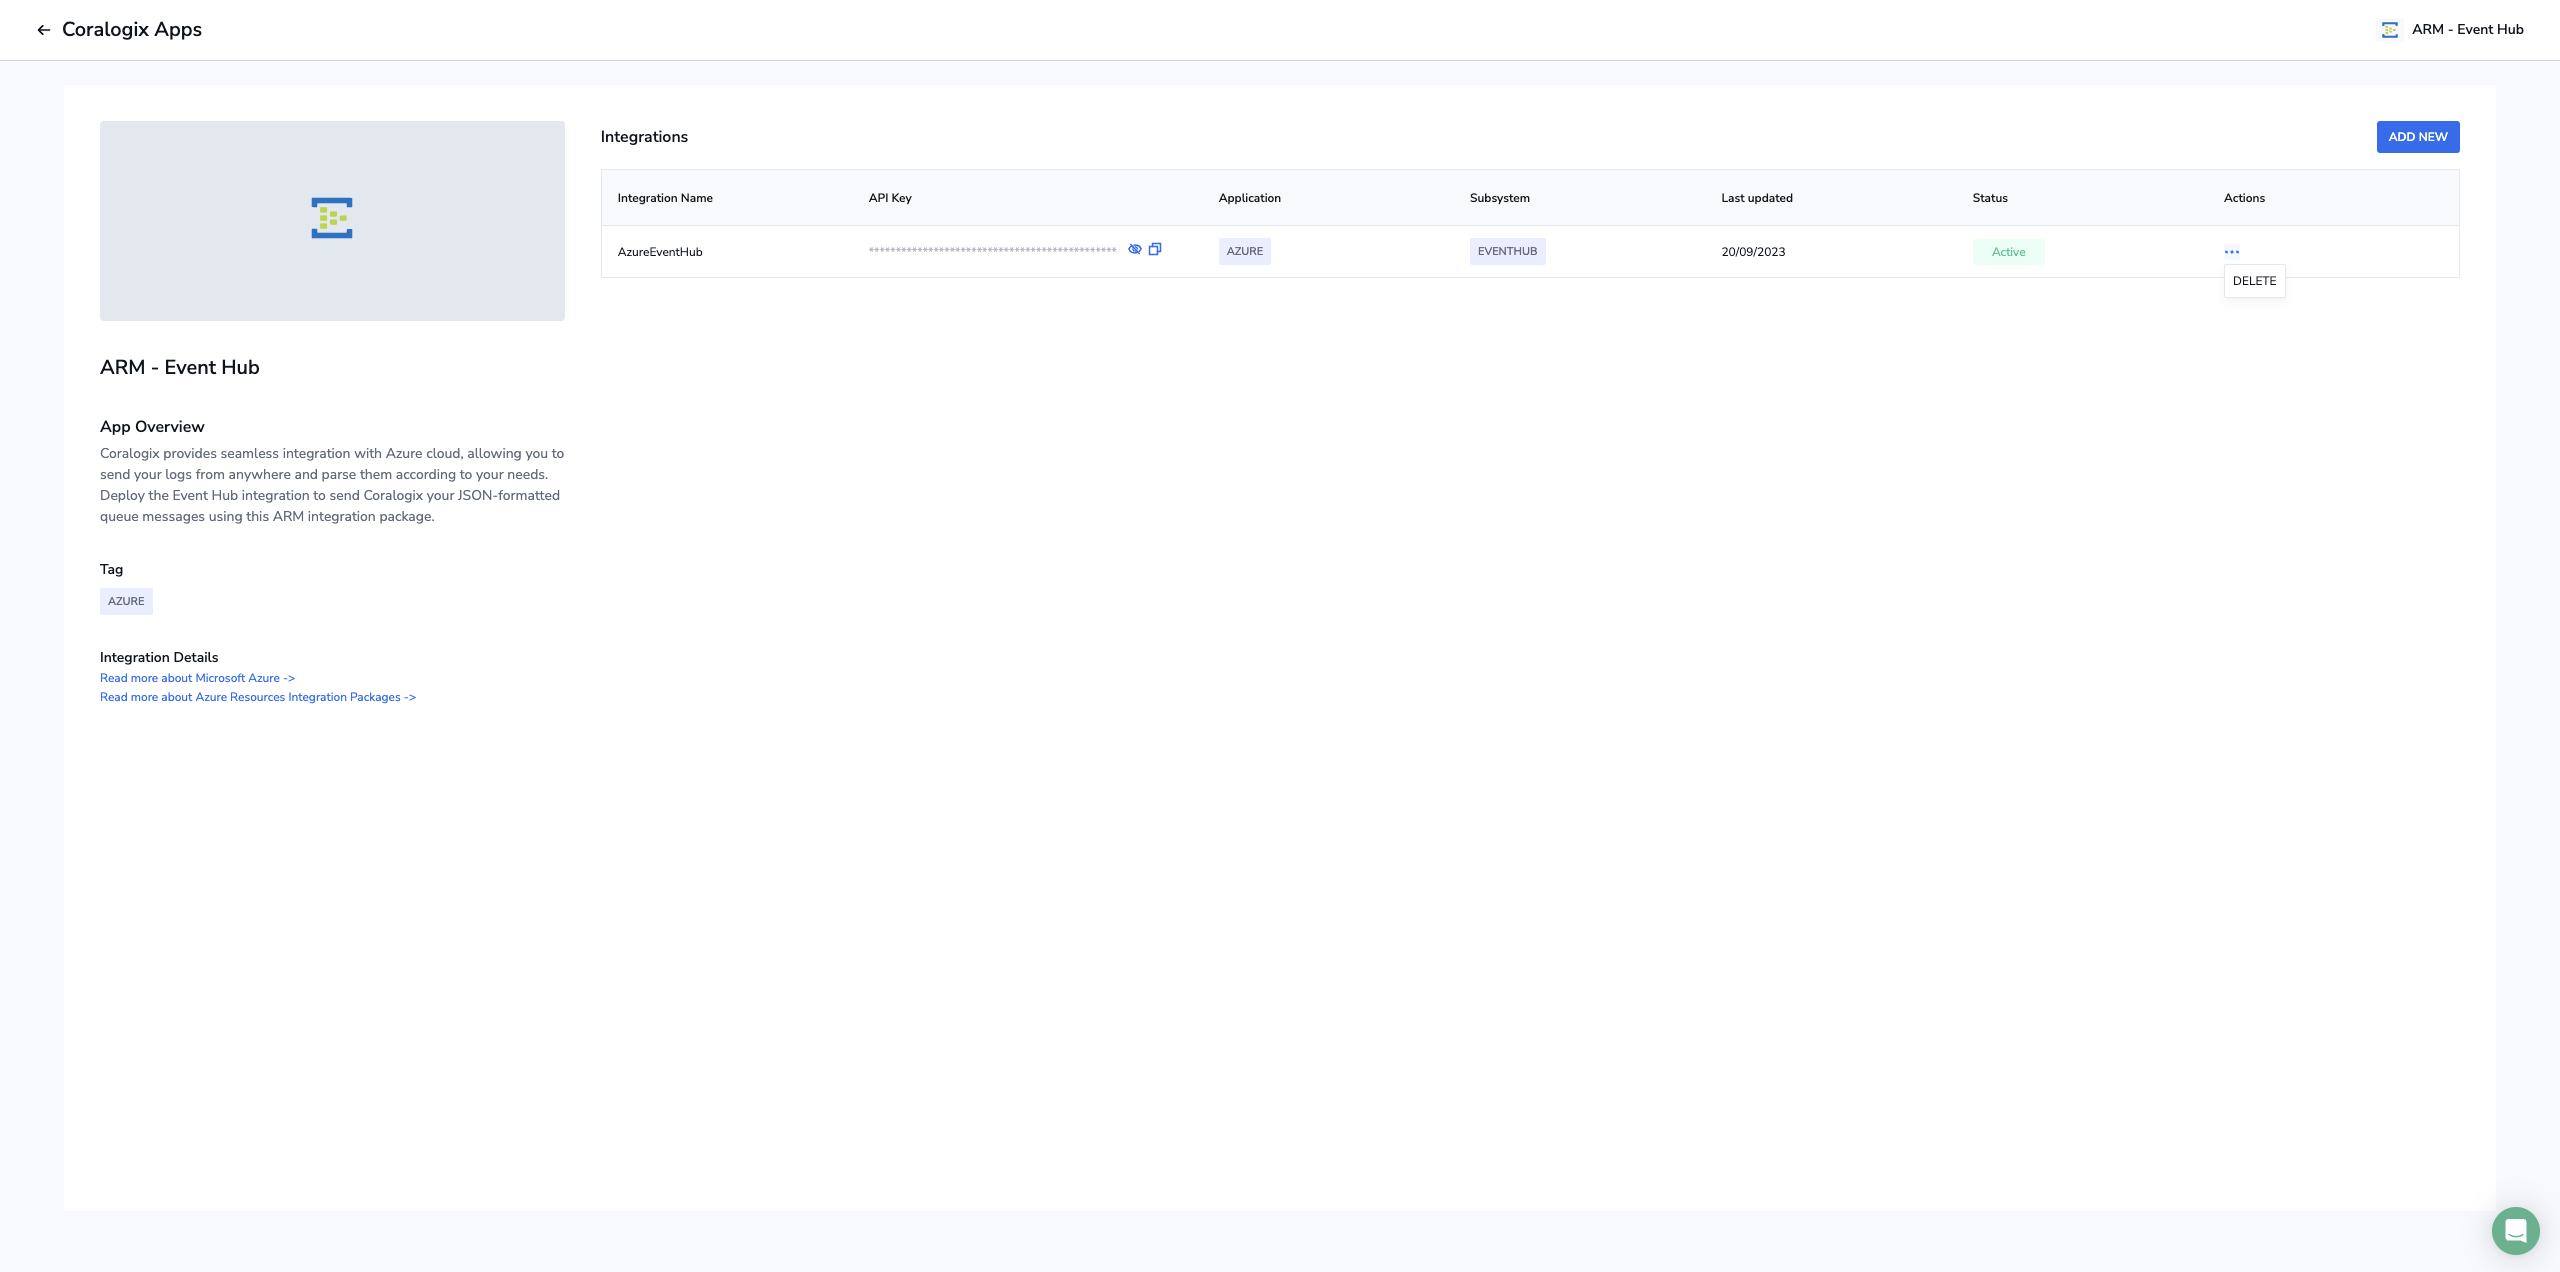 Coralogix Apps
ARM - Event Hub
Integrations
ADD NEW
Integration Name API Key Application Subsystem Last updated Status Actions
AzureEventHub ********************************************** AZURE EVENTHUB 20/09/2023 Active ...
DELETE
ARM - Event Hub
App Overview
Coralogix provides seamless integration with Azure cloud, allowing you to
send your logs from anywhere and parse them according to your needs.
Deploy the Event Hub integration to send Coralogix your JSON-formatted
queue messages using this ARM integration package.
Tag
AZURE
Integration Details
Read more about Microsoft Azure ->
Read more about Azure Resources Integration Packages ->